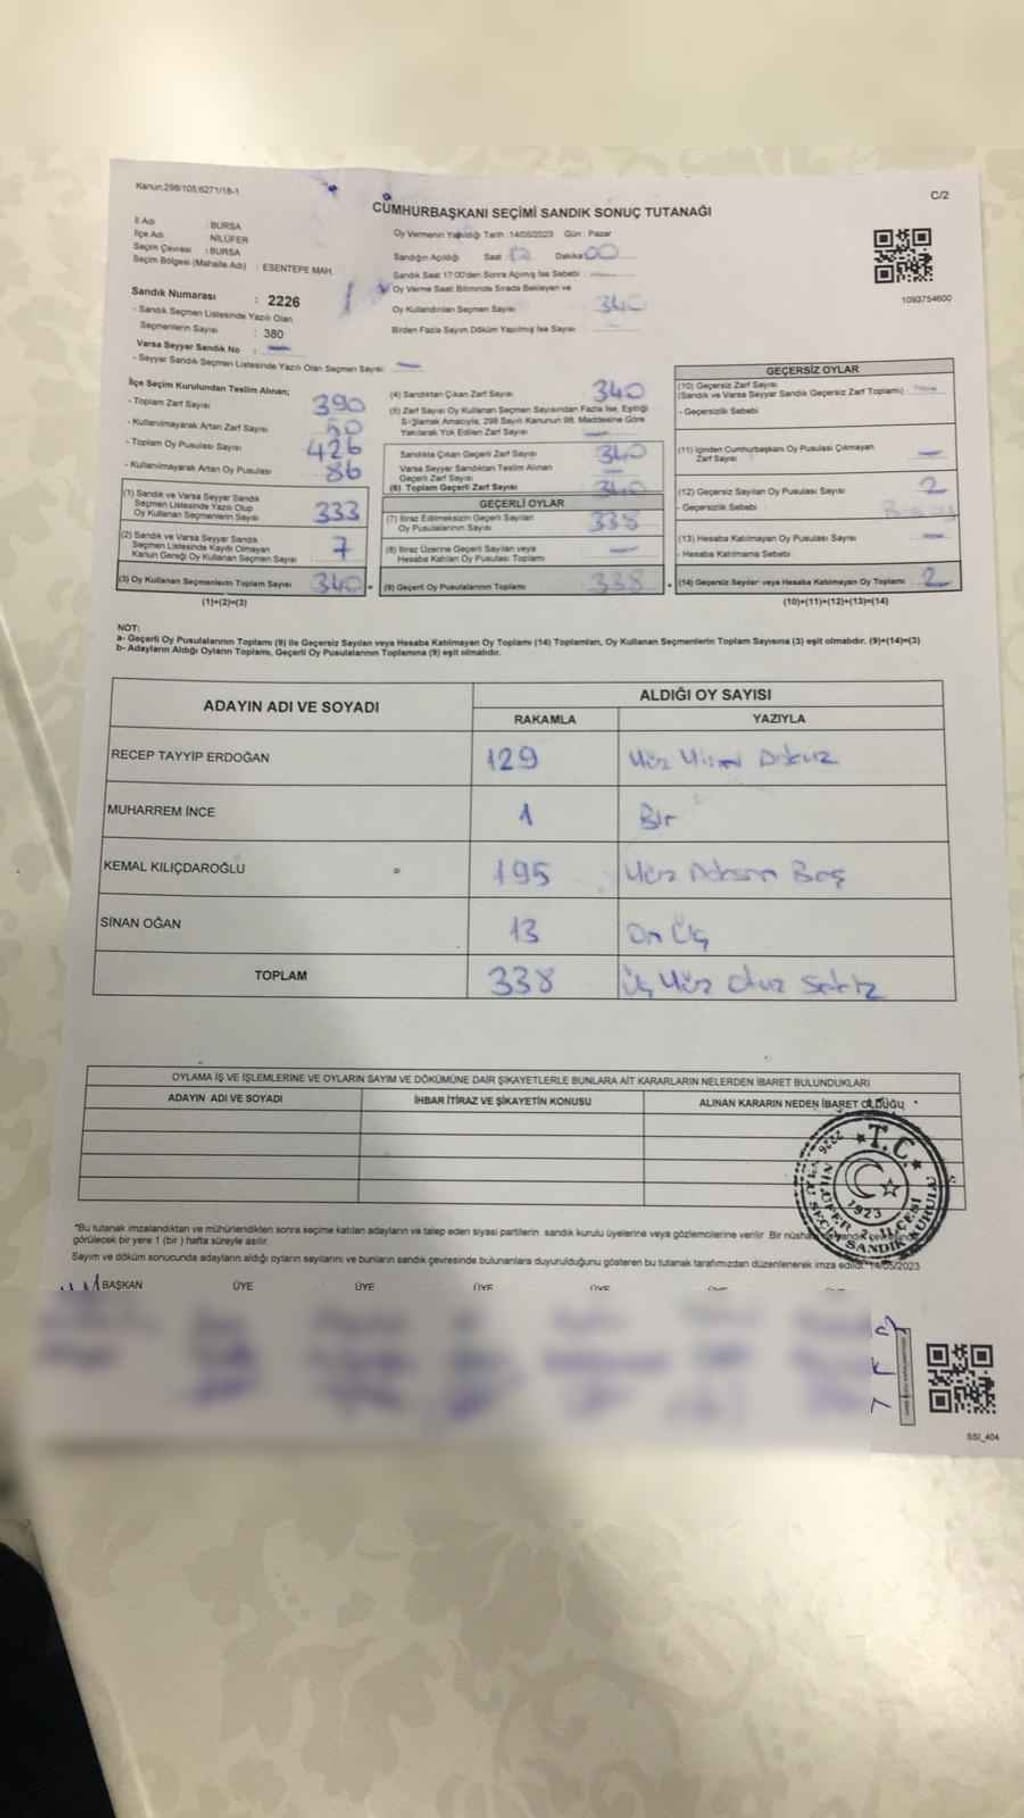 Kanun:298/105,6271/18-1
C/2
CUMHURBAŞKANI SEÇİMİ SANDIK SONUÇ TUTANAĞI
İl Adı : BURSA
İlçe Adı : NİLÜFER
Seçim Çevresi : BURSA
Seçim Bölgesi (Mahalle Adı) : ESENTEPE MAH.
Oy Vermenin Yapıldığı Tarih :14/05/2023 Gün : Pazar
Sandığın Açıldığı Saat Dakika 00
Sandık Saat 17:00'den Sonra Açılmış İse Sebebi :
Oy Verme Saati Bitiminde Sırada Bekleyen ve
Oy Kullandırılan Seçmen Sayısı 340
Birden Fazla Sayım Döküm Yapılmış İse Sayısı
1093754600
Sandık Numarası : 2226
- Sandık Seçmen Listesinde Yazılı Olan
Seçmenlerin Sayısı : 380
Varsa Seyyar Sandık No : —
- Seyyar Sandık Seçmen Listesinde Yazılı Olan Seçmen Sayısı : —
İlçe Seçim Kurulundan Teslim Alınan;
- Toplam Zarf Sayısı 390
- Kullanılmayarak Artan Zarf Sayısı 50
- Toplam Oy Pusulası Sayısı 426
- Kullanılmayarak Artan Oy Pusulası 86
(1) Sandık ve Varsa Seyyar Sandık
Seçmen Listesinde Yazılı Olup
Oy Kullanan Seçmenlerin Sayısı 333
(2) Sandık ve Varsa Seyyar Sandık
Seçmen Listesinde Kayıtlı Olmayan
Kanun Gereği Oy Kullanan Seçmen Sayısı 7
(3) Oy Kullanan Seçmenlerin Toplam Sayısı 340
(1)+(2)=(3)
(4) Sandıktan Çıkan Zarf Sayısı 340
(5) Zarf Sayısı Oy Kullanan Seçmen Sayısından Fazla İse, Eşitliği
Sağlamak Amacıyla, 298 Sayılı Kanunun 98. Maddesine Göre
Yakılarak Yok Edilen Zarf Sayısı —
Sandıkta Çıkan Geçerli Zarf Sayısı 340
Varsa Seyyar Sandıktan Teslim Alınan
Geçerli Zarf Sayısı —
(6) Toplam Geçerli Zarf Sayısı 340
GEÇERLİ OYLAR
(7) İtiraz Edilmeksizin Geçerli Sayılan
Oy Pusulalarının Sayısı 338
(8) İtiraz Üzerine Geçerli Sayılan veya
Hesaba Katılan Oy Pusulası Toplamı —
(9) Geçerli Oy Pusulalarının Toplamı 338
GEÇERSİZ OYLAR
(10) Geçersiz Zarf Sayısı
(Sandık ve Varsa Seyyar Sandık Geçersiz Zarf Toplamı) —
- Geçersizlik Sebebi
(11) İçinden Cumhurbaşkanı Oy Pusulası Çıkmayan
Zarf Sayısı —
(12) Geçersiz Sayılan Oy Pusulası Sayısı 2
- Geçersizlik Sebebi
(13) Hesaba Katılmayan Oy Pusulası Sayısı —
- Hesaba Katılmama Sebebi
(14) Geçersiz Sayılan veya Hesaba Katılmayan Oy Toplamı 2
(10)+(11)+(12)+(13)=(14)
NOT:
a- Geçerli Oy Pusulalarının Toplamı (9) ile Geçersiz Sayılan veya Hesaba Katılmayan Oy Toplamı (14) Toplamları, Oy Kullanan Seçmenlerin Toplam Sayısına (3) eşit olmalıdır. (9)+(14)=(3)
b- Adayların Aldığı Oyların Toplamı, Geçerli Oy Pusulalarının Toplamına (9) eşit olmalıdır.
ADAYIN ADI VE SOYADI ALDIĞI OY SAYISI
RAKAMLA YAZIYLA
RECEP TAYYİP ERDOĞAN 129 Yüz Yirmi Dokuz
MUHARREM İNCE 1 Bir
KEMAL KILIÇDAROĞLU 195 Yüz Doksan Beş
SİNAN OĞAN 13 On Üç
TOPLAM 338 Üç Yüz Otuz Sekiz
OYLAMA İŞ VE İŞLEMLERİNE VE OYLARIN SAYIM VE DÖKÜMÜNE DAİR ŞİKAYETLERLE BUNLARA AİT KARARLARIN NELERDEN İBARET BULUNDUKLARI
ADAYIN ADI VE SOYADI İHBAR İTİRAZ VE ŞİKAYETİN KONUSU ALINAN KARARIN NEDEN İBARET OLDUĞU
2226 T.C. 1923 NİLÜFER İLÇESİ SANDIK KURULU
*Bu tutanak imzalandıktan ve mühürlendikten sonra seçime katılan adayların ve talep eden siyasi partilerin sandık kurulu üyelerine veya gözlemcilerine verilir. Bir nüsha
görülecek bir yere 1 (bir) hafta süreyle asılır.
Sayım ve döküm sonucunda adayların aldığı oyların sayılarını ve bunların sandık çevresinde bulunanlara duyurulduğunu gösteren bu tutanak tarafımızdan düzenlenerek imza edildi. 14/05/2023
BAŞKAN ÜYE ÜYE ÜYE ÜYE
SSI_404